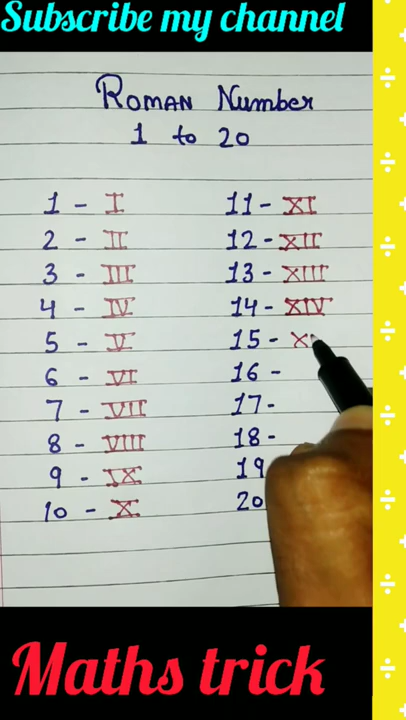 Subscribe my channel
ROMAN Number
1 to 20
1 - I
2 - II
3 - III
4 - IV
5 - V
6 - VI
7 - VII
8 - VIII
9 - IX
10 - X
11 - XI
12 - XII
13 - XIII
14 - XIV
15 - X
16 -
17 -
18 -
19
20
Maths trick